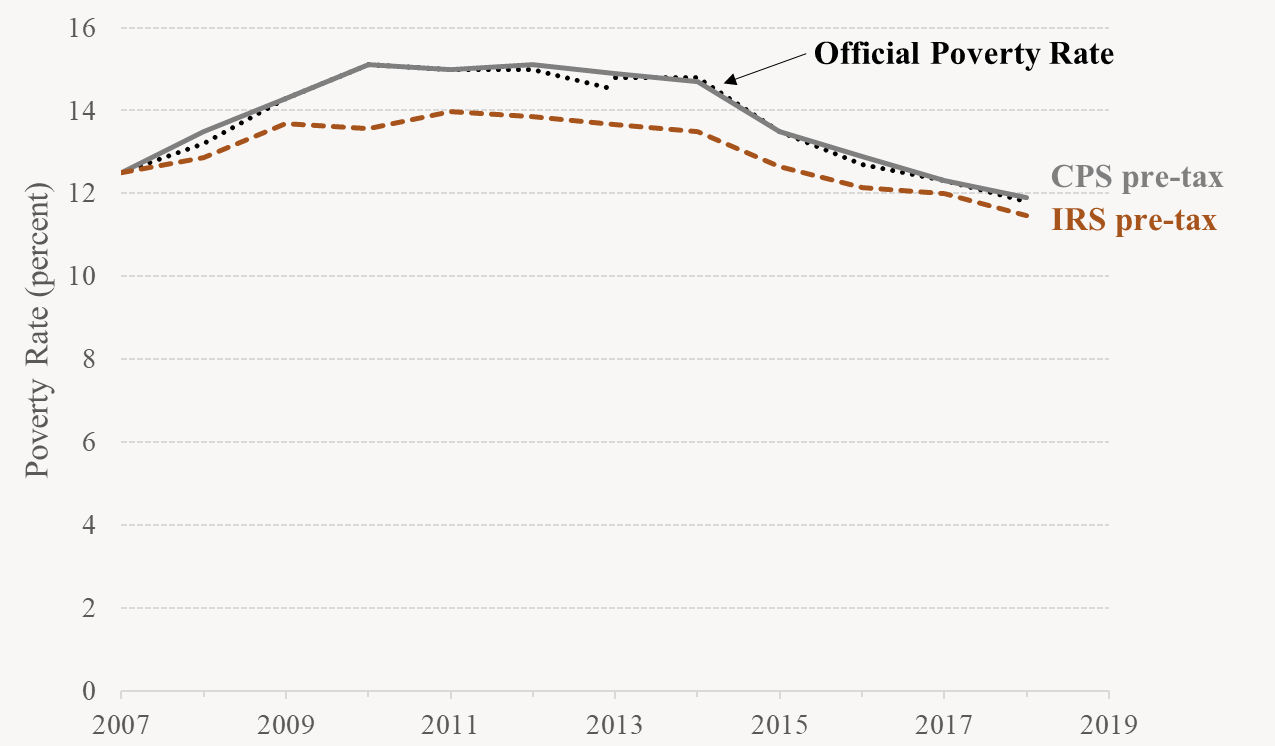 16
14
12
10
8
6
4
2
0
Poverty Rate (percent)
Official Poverty Rate
CPS pre-tax
IRS pre-tax
2007 2009 2011 2013 2015 2017 2019